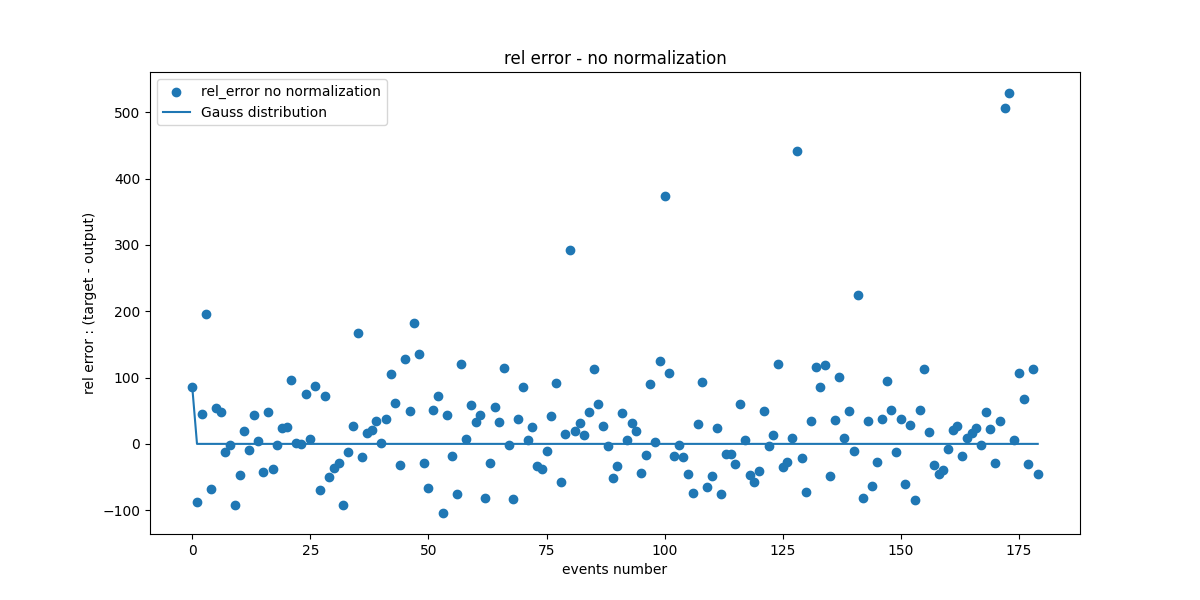 rel error - no normalization
rel_error no normalization
Gauss distribution
500
400
300
200
100
0
−100
rel error : (target - output)
0 25 50 75 100 125 150 175
events number